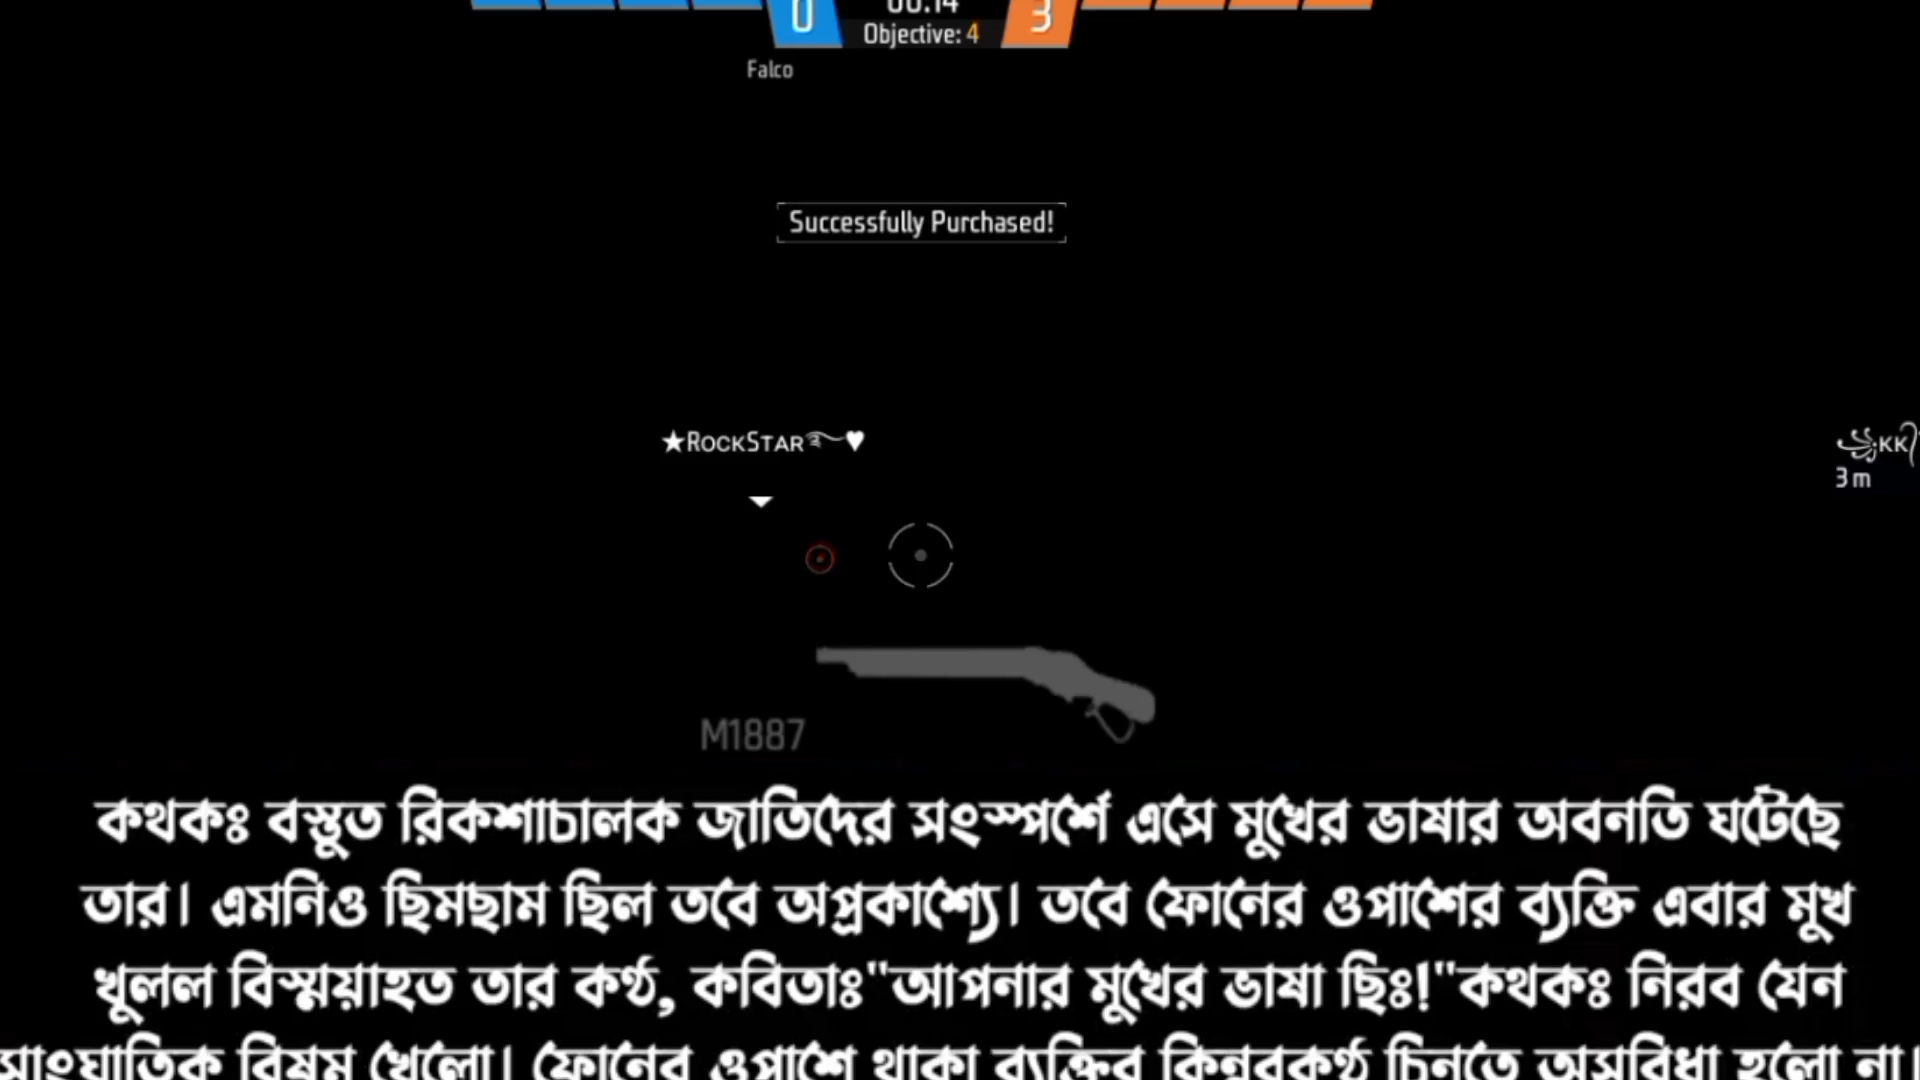 0
00:14
3
Objective: 4
Falco
Successfully Purchased!
★RockStar࿐♥
꧁KK
3 m
M1887
কথকঃ বস্তুত রিকশাচালক জাতিদের সংস্পর্শে এসে মুখের ভাষার অবনতি ঘটেছে
তার। এমনিও ছিমছাম ছিল তবে অপ্রকাশ্যে। তবে ফোনের ওপাশের ব্যক্তি এবার মুখ
খুলল বিস্ময়াহত তার কণ্ঠ, কবিতাঃ"আপনার মুখের ভাষা ছিঃ!"কথকঃ নিরব যেন
সাংঘাতিক বিষম খেলো। ফোনের ওপাশে থাকা ব্যক্তির কিন্নরকণ্ঠ চিনতে অসুবিধা হলো না।